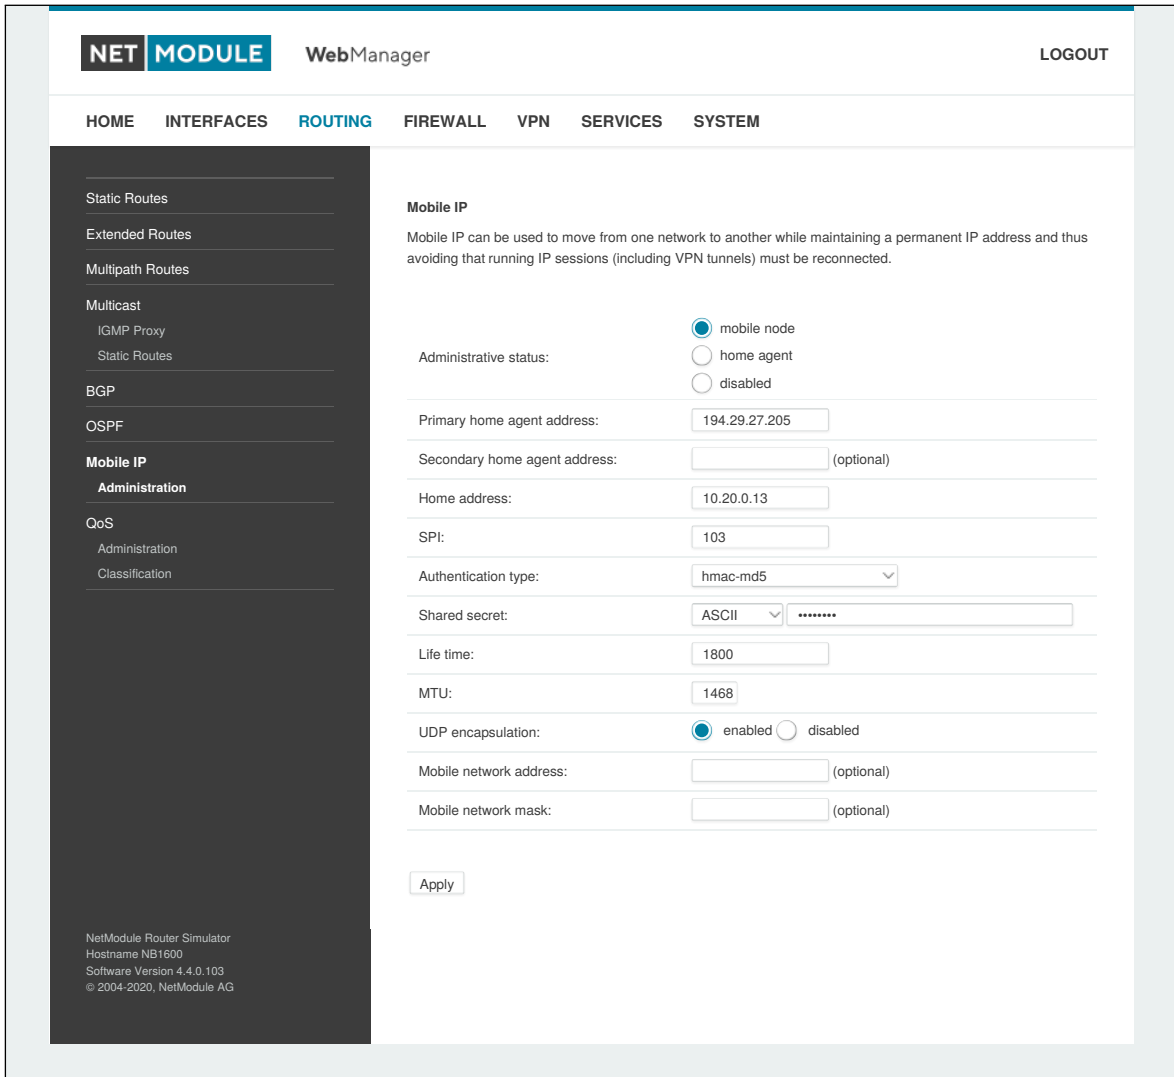 NET MODULE WebManager LOGOUT
HOME INTERFACES ROUTING FIREWALL VPN SERVICES SYSTEM
Static Routes
Extended Routes
Multipath Routes
Multicast
IGMP Proxy
Static Routes
BGP
OSPF
Mobile IP
Administration
QoS
Administration
Classification
NetModule Router Simulator
Hostname NB1600
Software Version 4.4.0.103
© 2004-2020, NetModule AG
Mobile IP
Mobile IP can be used to move from one network to another while maintaining a permanent IP address and thus
avoiding that running IP sessions (including VPN tunnels) must be reconnected.
Administrative status:
mobile node
home agent
disabled
Primary home agent address: 194.29.27.205
Secondary home agent address: (optional)
Home address: 10.20.0.13
SPI: 103
Authentication type: hmac-md5
Shared secret: ASCII ••••••••
Life time: 1800
MTU: 1468
UDP encapsulation: enabled disabled
Mobile network address: (optional)
Mobile network mask: (optional)
Apply